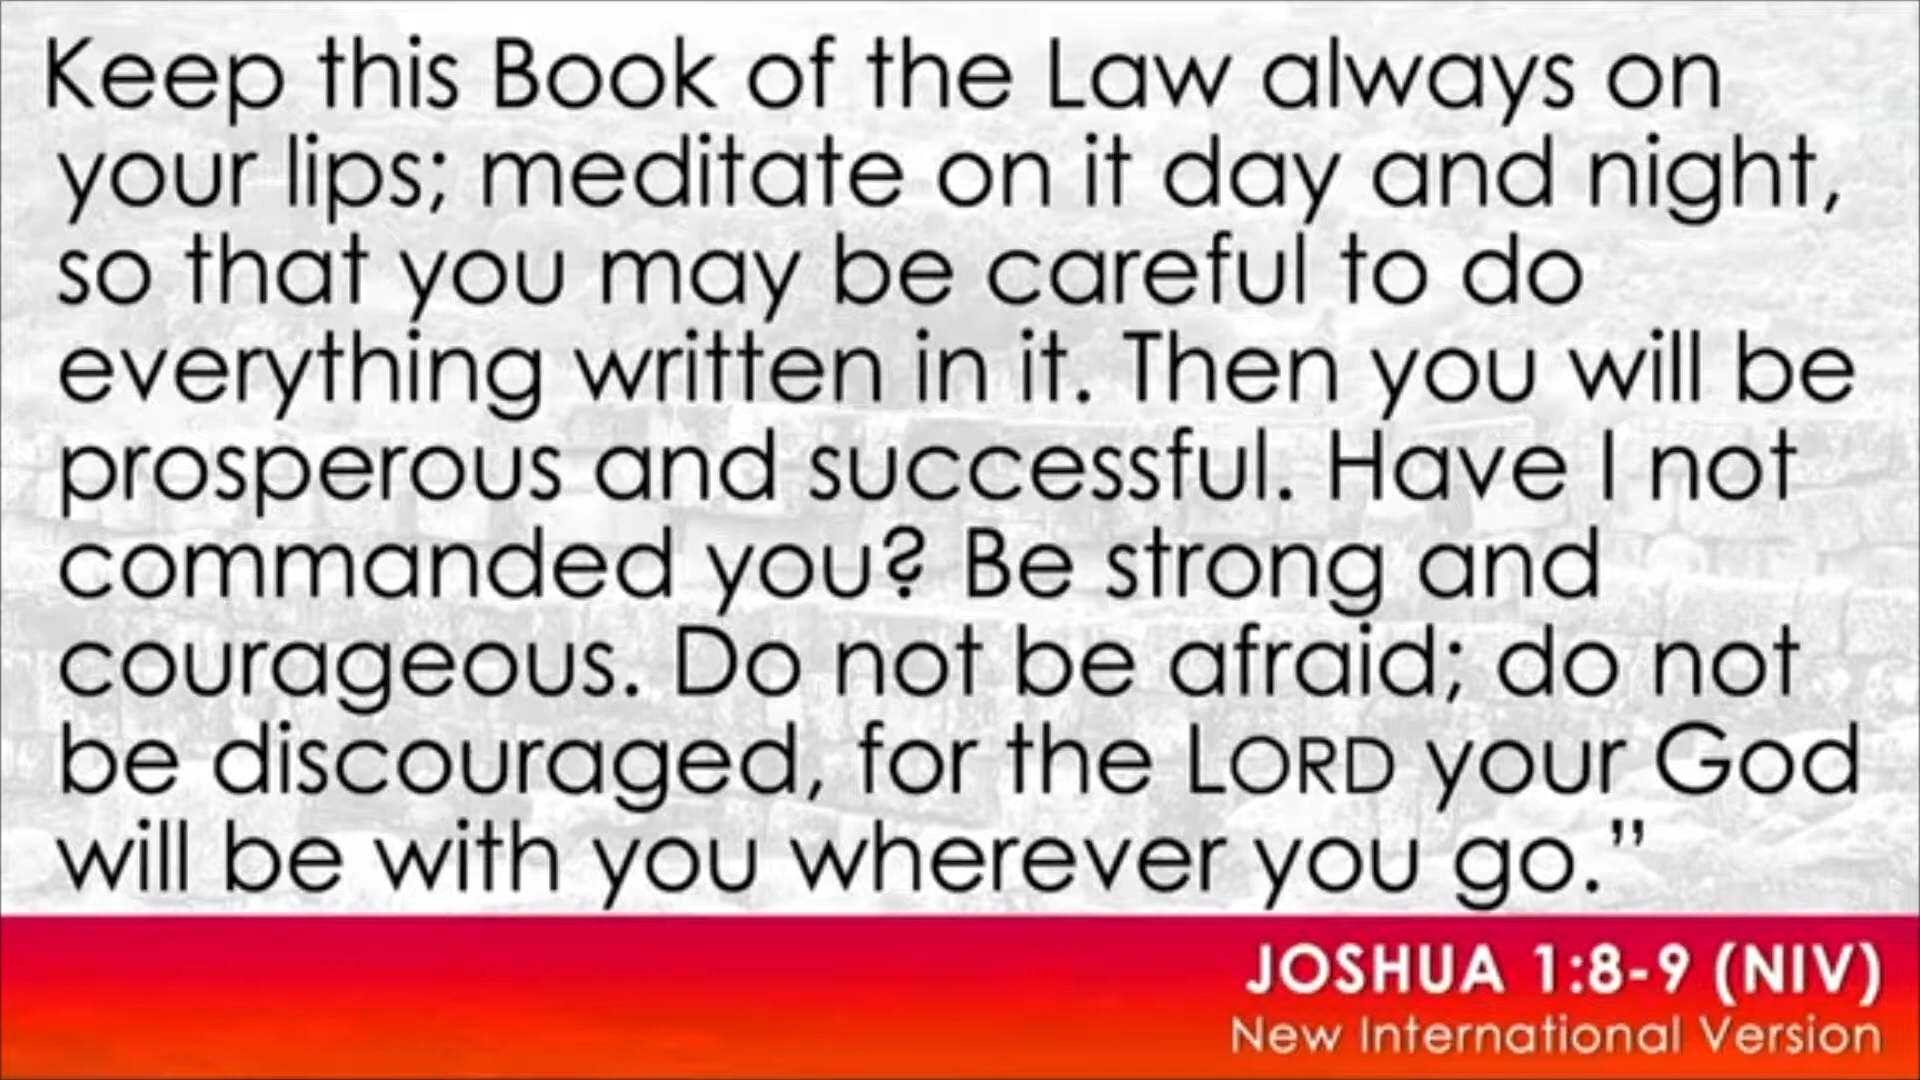 Keep this Book of the Law always on
your lips; meditate on it day and night,
so that you may be careful to do
everything written in it. Then you will be
prosperous and successful. Have I not
commanded you? Be strong and
courageous. Do not be afraid; do not
be discouraged, for the LORD your God
will be with you wherever you go.”
JOSHUA 1:8-9 (NIV)
New International Version